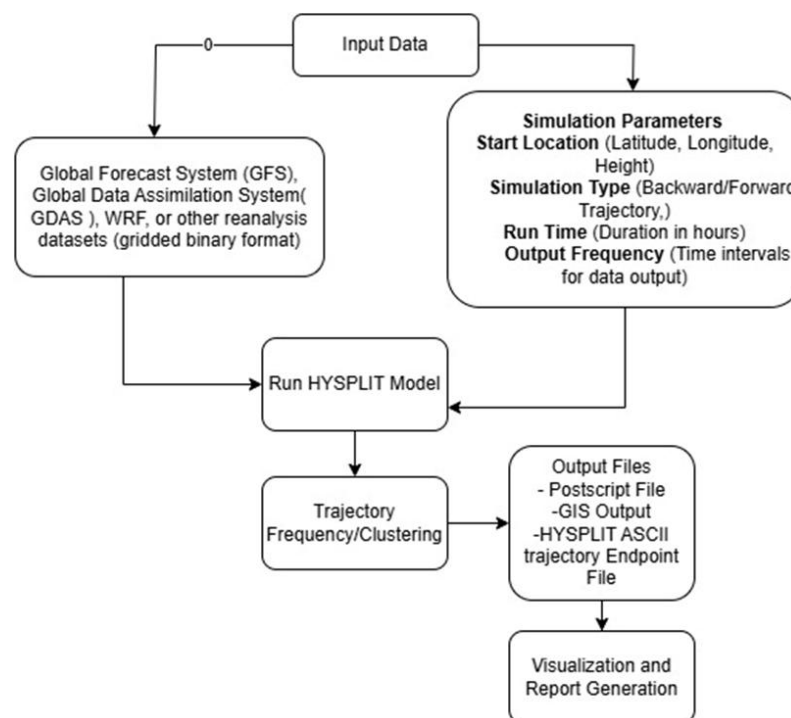 Input Data
0
Global Forecast System (GFS),
Global Data Assimilation System(
GDAS ), WRF, or other reanalysis
datasets (gridded binary format)
Simulation Parameters
Start Location (Latitude, Longitude,
Height)
Simulation Type (Backward/Forward
Trajectory,)
Run Time (Duration in hours)
Output Frequency (Time intervals
for data output)
Run HYSPLIT Model
Trajectory
Frequency/Clustering
Output Files
- Postscript File
-GIS Output
-HYSPLIT ASCII
trajectory Endpoint
File
Visualization and
Report Generation